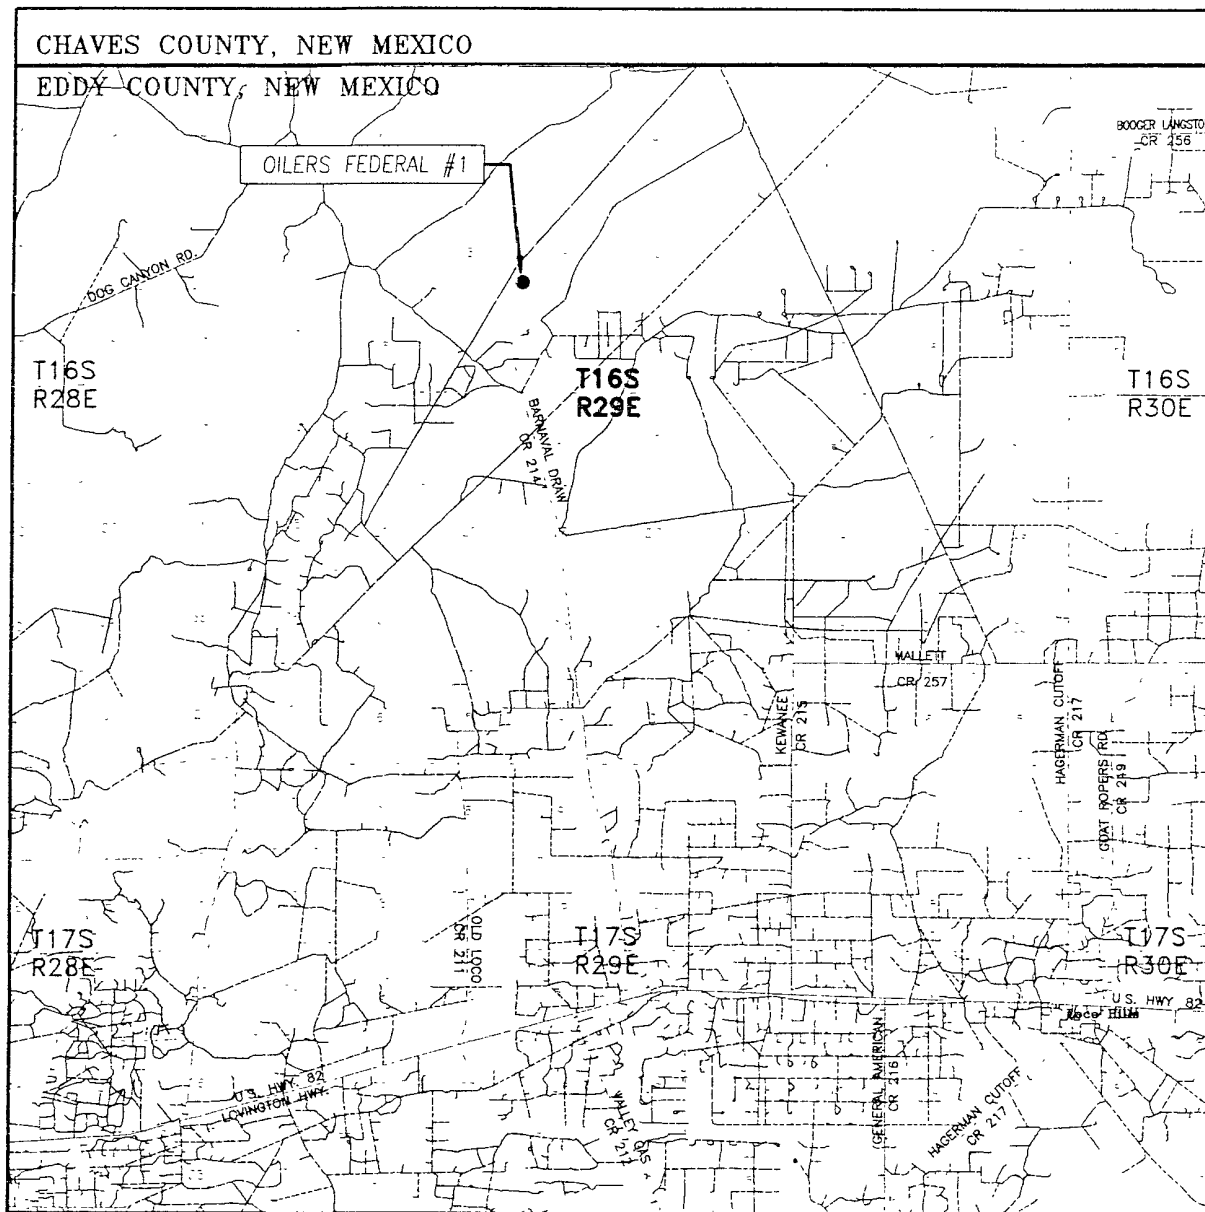 CHAVES COUNTY, NEW MEXICO
EDDY COUNTY, NEW MEXICO
BOOGER LANGSTO
CR 256
OILERS FEDERAL #1
DOG CANYON RD.
T16S
R28E
T16S
R29E
T16S
R30E
BARNAVAL DRAW
CR 214
MALLETT
CR 257
KEWANEE
CR 215
HAGERMAN CUTOFF
CR 217
GOAT ROPERS RD.
CR 249
T17S
R28E
OLD LOCO
CR 211
T17S
R29E
T17S
R30E
U.S. HWY 82
U.S. HWY. 82
LOVINGTON HWY.
VALLEY GAS
CR 212
GENERAL AMERICAN
CR 216
HAGERMAN CUTOFF
CR 217